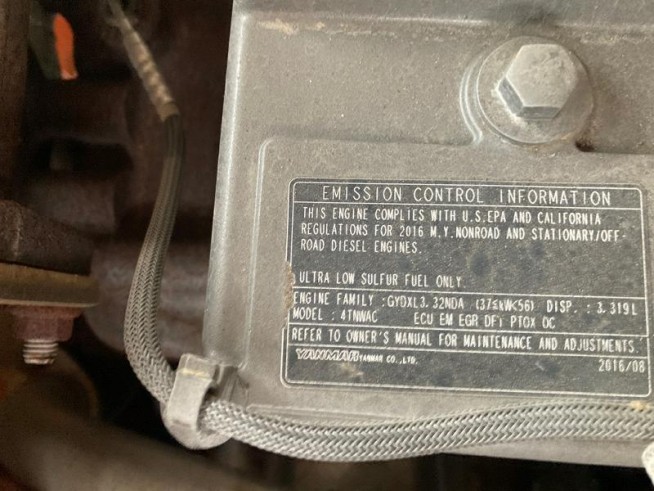 EMISSION CONTROL INFORMATION
THIS ENGINE COMPLIES WITH U.S.EPA AND CALIFORNIA
REGULATIONS FOR 2016 M.Y.NONROAD AND STATIONARY/OFF-
ROAD DIESEL ENGINES.
ULTRA LOW SULFUR FUEL ONLY.
ENGINE FAMILY :GYDXL3.32NDA (37≤kW<56) DISP. : 3.319L
MODEL : 4TNWAC ECU EM EGR DFi PTOX OC
REFER TO OWNER'S MANUAL FOR MAINTENANCE AND ADJUSTMENTS.
YANMAR YANMAR CO.,LTD. 2016/08